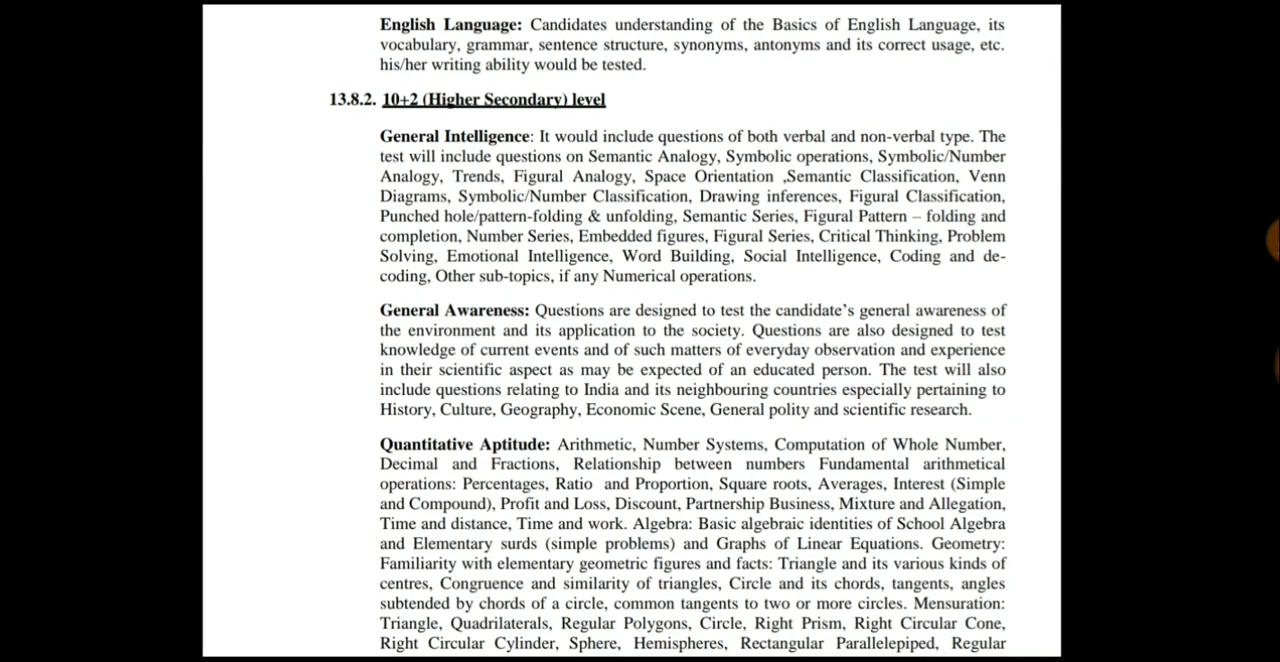 English Language: Candidates understanding of the Basics of English Language, its
vocabulary, grammar, sentence structure, synonyms, antonyms and its correct usage, etc.
his/her writing ability would be tested.
13.8.2. 10+2 (Higher Secondary) level
General Intelligence: It would include questions of both verbal and non-verbal type. The
test will include questions on Semantic Analogy, Symbolic operations, Symbolic/Number
Analogy, Trends, Figural Analogy, Space Orientation ,Semantic Classification, Venn
Diagrams, Symbolic/Number Classification, Drawing inferences, Figural Classification,
Punched hole/pattern-folding & unfolding, Semantic Series, Figural Pattern – folding and
completion, Number Series, Embedded figures, Figural Series, Critical Thinking, Problem
Solving, Emotional Intelligence, Word Building, Social Intelligence, Coding and de-
coding, Other sub-topics, if any Numerical operations.
General Awareness: Questions are designed to test the candidate’s general awareness of
the environment and its application to the society. Questions are also designed to test
knowledge of current events and of such matters of everyday observation and experience
in their scientific aspect as may be expected of an educated person. The test will also
include questions relating to India and its neighbouring countries especially pertaining to
History, Culture, Geography, Economic Scene, General polity and scientific research.
Quantitative Aptitude: Arithmetic, Number Systems, Computation of Whole Number,
Decimal and Fractions, Relationship between numbers Fundamental arithmetical
operations: Percentages, Ratio and Proportion, Square roots, Averages, Interest (Simple
and Compound), Profit and Loss, Discount, Partnership Business, Mixture and Allegation,
Time and distance, Time and work. Algebra: Basic algebraic identities of School Algebra
and Elementary surds (simple problems) and Graphs of Linear Equations. Geometry:
Familiarity with elementary geometric figures and facts: Triangle and its various kinds of
centres, Congruence and similarity of triangles, Circle and its chords, tangents, angles
subtended by chords of a circle, common tangents to two or more circles. Mensuration:
Triangle, Quadrilaterals, Regular Polygons, Circle, Right Prism, Right Circular Cone,
Right Circular Cylinder, Sphere, Hemispheres, Rectangular Parallelepiped, Regular